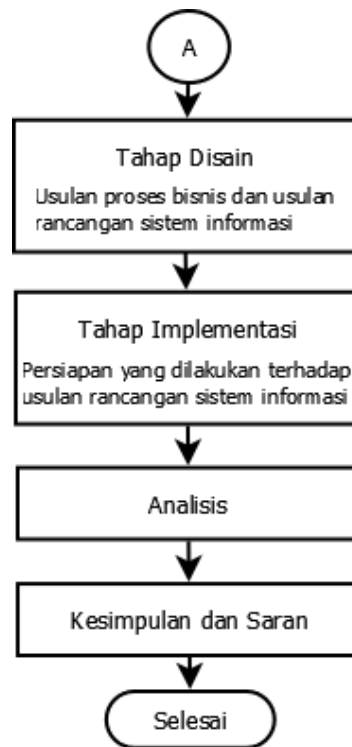 A
Tahap Disain
Usulan proses bisnis dan usulan
rancangan sistem informasi
Tahap Implementasi
Persiapan yang dilakukan terhadap
usulan rancangan sistem informasi
Analisis
Kesimpulan dan Saran
Selesai